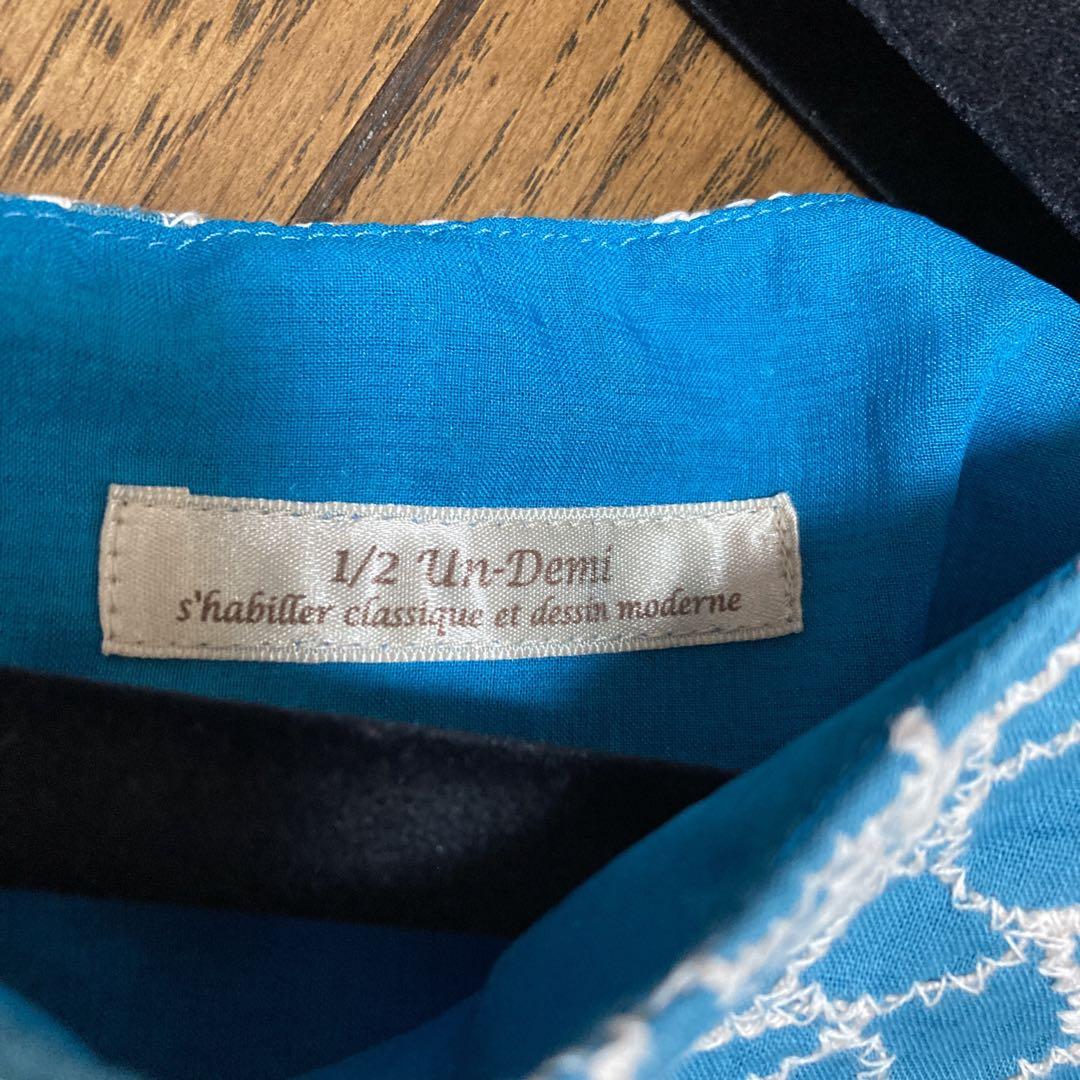 1/2 Un-Demi
s'habiller classique et dessin moderne